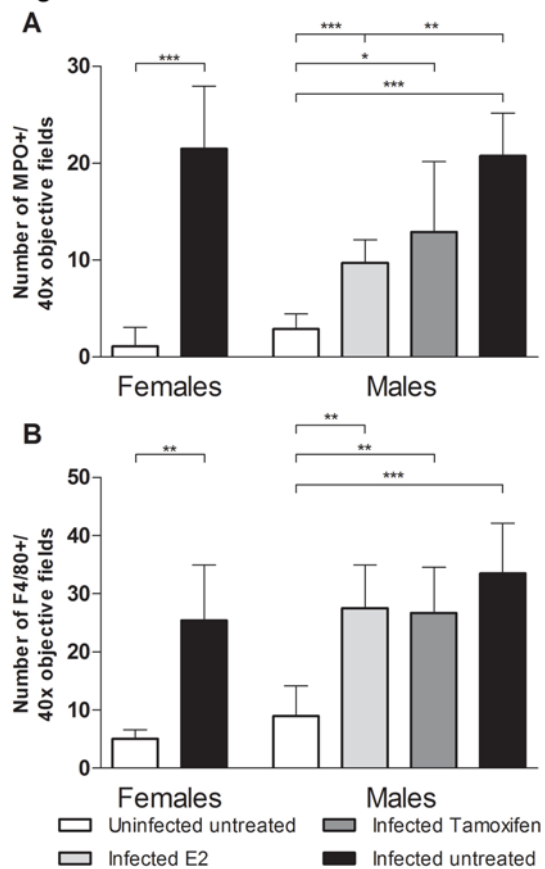 A
***
**
***
*
***
30
20
10
0
Number of MPO+/
40x objective fields
Females
Males
B
**
**
**
***
50
40
30
20
10
0
Number of F4/80+/
40x objective fields
Females
Males
Uninfected untreated
Infected Tamoxifen
Infected E2
Infected untreated